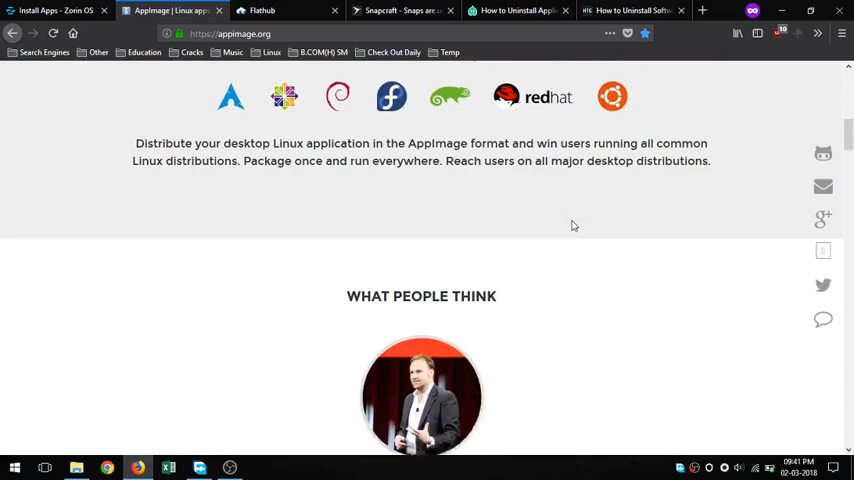 Install Apps - Zorin OS
AppImage | Linux apps
Flathub
Snapcraft - Snaps are u
How to Uninstall Appli
How to Uninstall Softw
https://appimage.org
10
Search Engines
Other
Education
Cracks
Music
Linux
B.COM(H) SM
Check Out Daily
Temp
redhat.
Distribute your desktop Linux application in the AppImage format and win users running all common
Linux distributions. Package once and run everywhere. Reach users on all major desktop distributions.
WHAT PEOPLE THINK
09:41 PM
02-03-2018